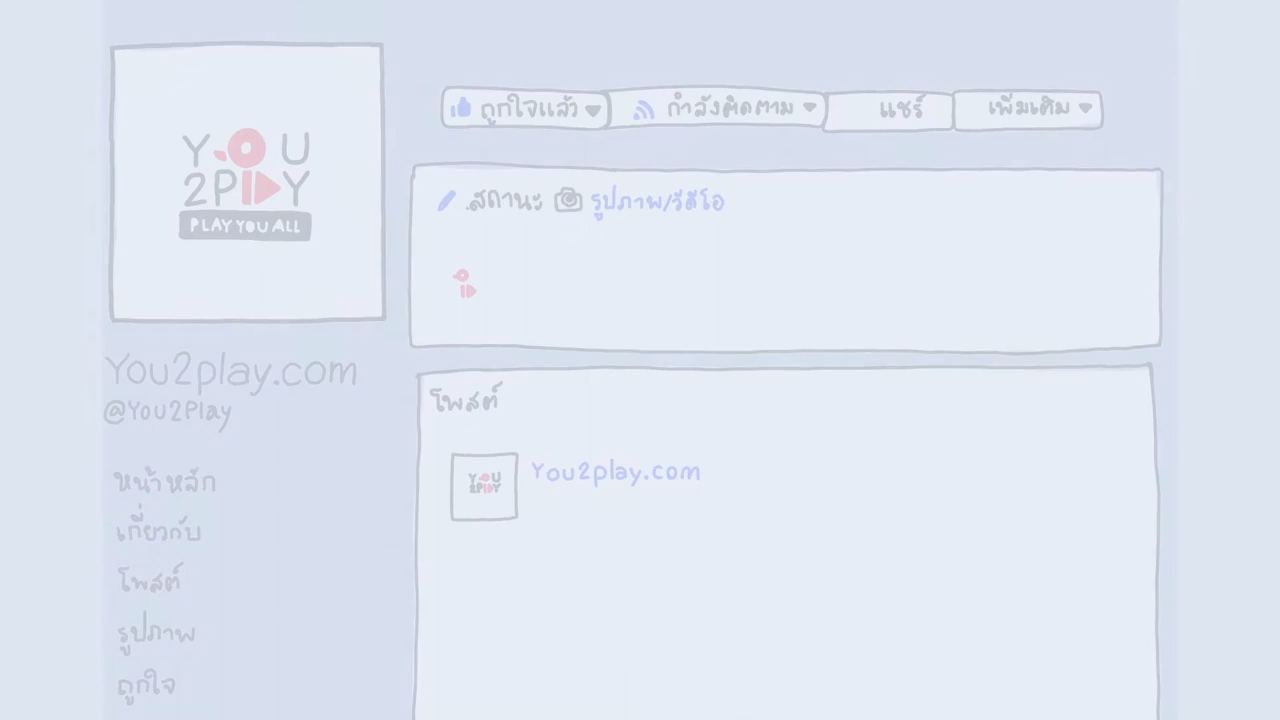 YOU
2PLAY
PLAY YOU ALL
You2play.com
@You2Play
หน้าหลัก
เกี่ยวกับ
โพสต์
รูปภาพ
ถูกใจ
ถูกใจแล้ว กำลังติดตาม แชร์ เพิ่มเติม
สถานะ รูปภาพ/วีดีโอ
โพสต์
YOU
2PLAY
You2play.com